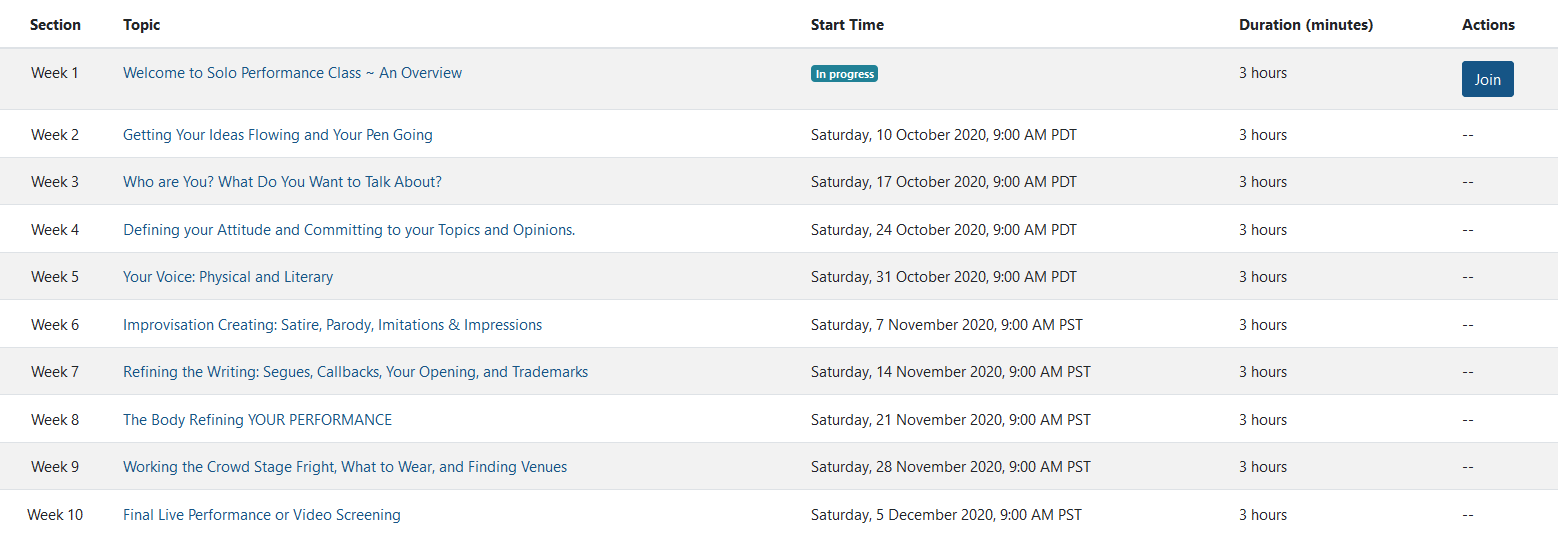 Section Topic Start Time Duration (minutes) Actions
Week 1 Welcome to Solo Performance Class ~ An Overview In progress 3 hours Join
Week 2 Getting Your Ideas Flowing and Your Pen Going Saturday, 10 October 2020, 9:00 AM PDT 3 hours --
Week 3 Who are You? What Do You Want to Talk About? Saturday, 17 October 2020, 9:00 AM PDT 3 hours --
Week 4 Defining your Attitude and Committing to your Topics and Opinions. Saturday, 24 October 2020, 9:00 AM PDT 3 hours --
Week 5 Your Voice: Physical and Literary Saturday, 31 October 2020, 9:00 AM PDT 3 hours --
Week 6 Improvisation Creating: Satire, Parody, Imitations & Impressions Saturday, 7 November 2020, 9:00 AM PST 3 hours --
Week 7 Refining the Writing: Segues, Callbacks, Your Opening, and Trademarks Saturday, 14 November 2020, 9:00 AM PST 3 hours --
Week 8 The Body Refining YOUR PERFORMANCE Saturday, 21 November 2020, 9:00 AM PST 3 hours --
Week 9 Working the Crowd Stage Fright, What to Wear, and Finding Venues Saturday, 28 November 2020, 9:00 AM PST 3 hours --
Week 10 Final Live Performance or Video Screening Saturday, 5 December 2020, 9:00 AM PST 3 hours --